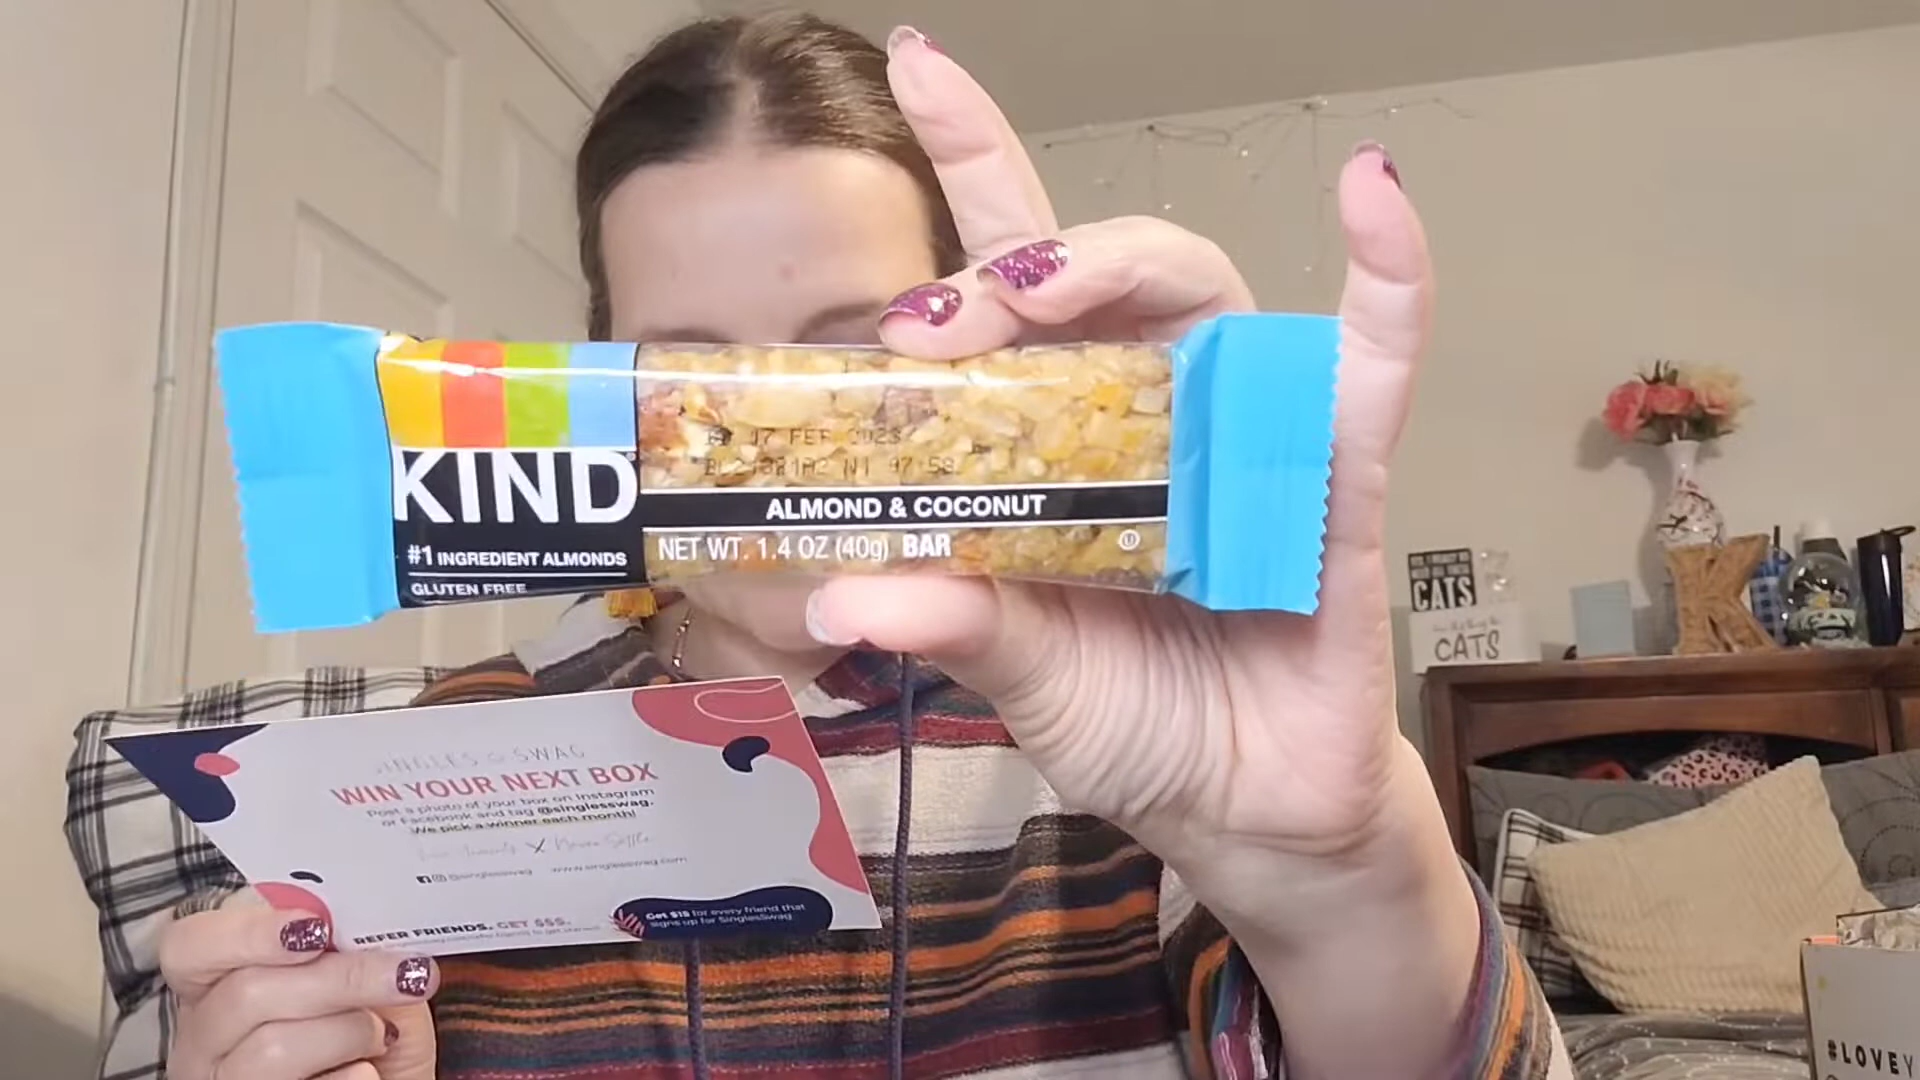 KIND
#1 INGREDIENT ALMONDS
GLUTEN FREE
17 FEB 2023
ALMOND & COCONUT
NET WT. 1.4 OZ (40g) BAR
SINGLES SWAG
WIN YOUR NEXT BOX
Post a photo of your box on Instagram
or Facebook and tag @singlesswag.
We pick a winner each month!
@singlesswag www.singlesswag.com
REFER FRIENDS. GET $$$.
Get $15 for every friend that
signs up for SinglesSwag
CATS
CATS
#LOVEY